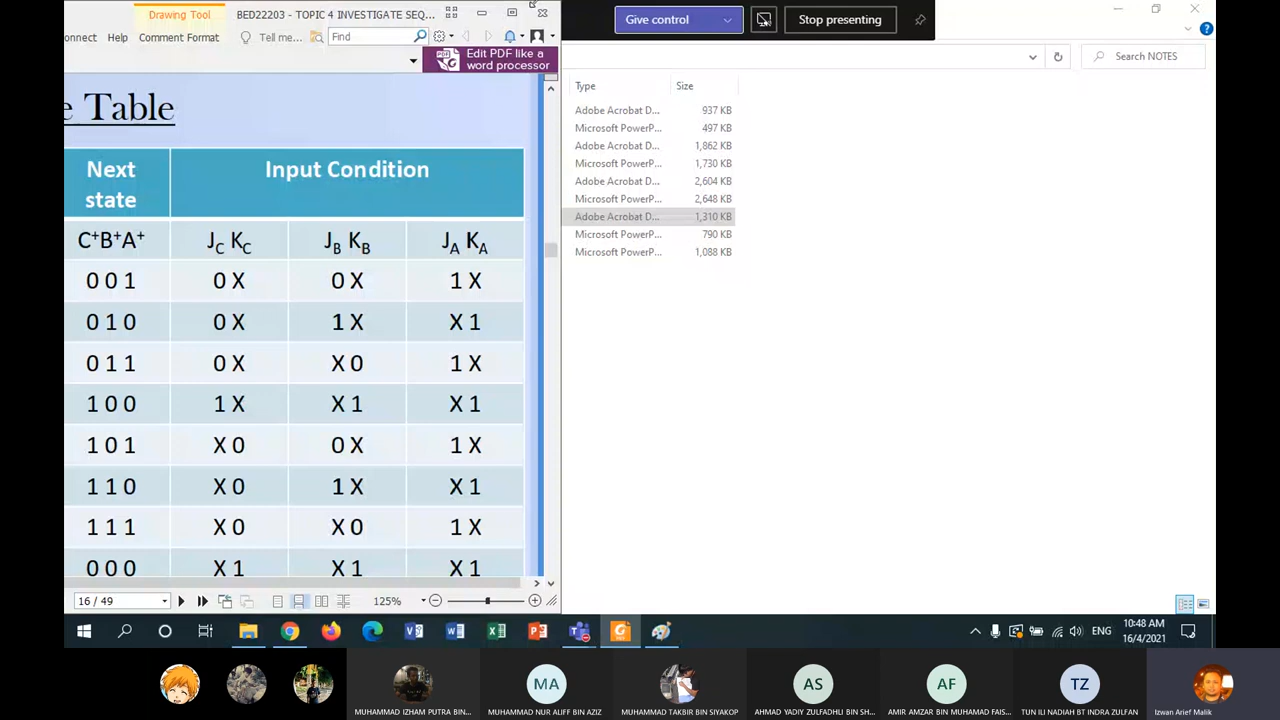 Drawing Tool
BED22203 - TOPIC 4 INVESTIGATE SEQ...
onnect Help Comment Format Tell me... Find
Edit PDF like a
word processor
e Table
Next
state
Input Condition
C⁺B⁺A⁺ J_C K_C J_B K_B J_A K_A
0 0 1 0 X 0 X 1 X
0 1 0 0 X 1 X X 1
0 1 1 0 X X 0 1 X
1 0 0 1 X X 1 X 1
1 0 1 X 0 0 X 1 X
1 1 0 X 0 1 X X 1
1 1 1 X 0 X 0 1 X
0 0 0 X 1 X 1 X 1
16 / 49
125%
Give control
Stop presenting
Search NOTES
Type Size
Adobe Acrobat D... 937 KB
Microsoft PowerP... 497 KB
Adobe Acrobat D... 1,862 KB
Microsoft PowerP... 1,730 KB
Adobe Acrobat D... 2,604 KB
Microsoft PowerP... 2,648 KB
Adobe Acrobat D... 1,310 KB
Microsoft PowerP... 790 KB
Microsoft PowerP... 1,088 KB
ENG
10:48 AM
16/4/2021
MA
AS
AF
TZ
MUHAMMAD IZHAM PUTRA BIN...
MUHAMMAD NUR ALIFF BIN AZIZ
MUHAMMAD TAKBIR BIN SIYAKOP
AHMAD YADIY ZULFADHLI BIN SH...
AMIR AMZAR BIN MUHAMAD FAIS...
TUN ILI NADIAH BT INDRA ZULFAN
Izwan Arief Malik